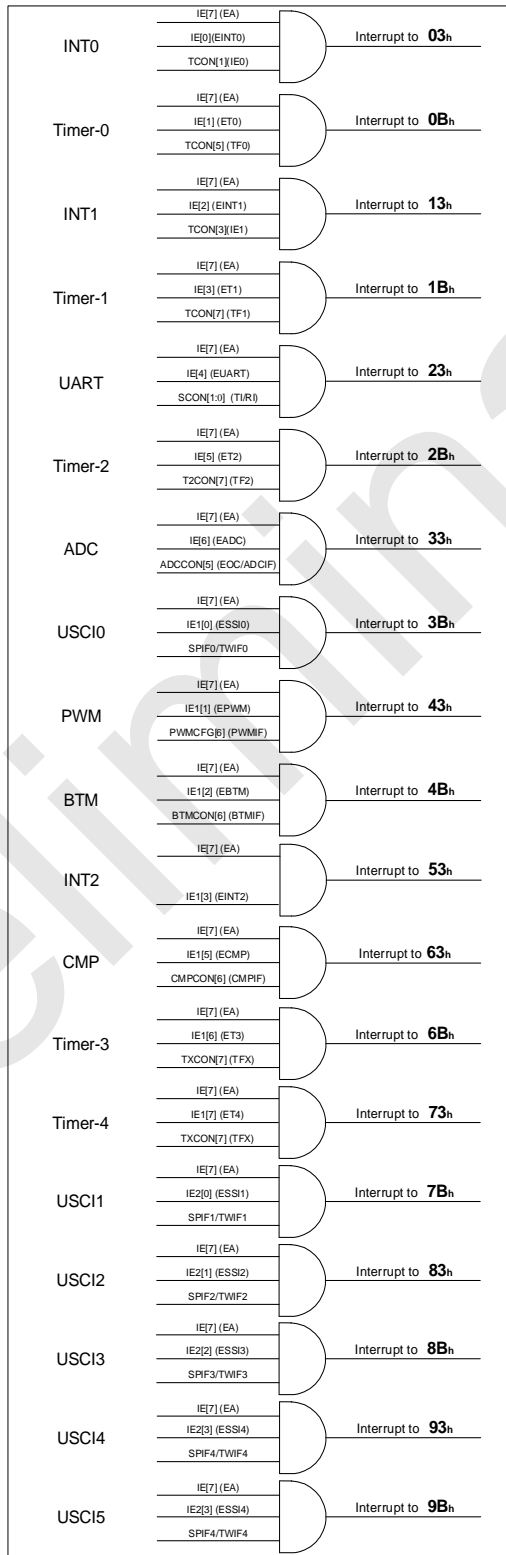 IE[7] (EA)
INT0 IE[0](EINT0) Interrupt to 03h
TCON[1](IE0)
IE[7] (EA)
Timer-0 IE[1] (ET0) Interrupt to 0Bh
TCON[5] (TF0)
IE[7] (EA)
INT1 IE[2] (EINT1) Interrupt to 13h
TCON[3](IE1)
IE[7] (EA)
Timer-1 IE[3] (ET1) Interrupt to 1Bh
TCON[7] (TF1)
IE[7] (EA)
UART IE[4] (EUART) Interrupt to 23h
SCON[1:0] (TI/RI)
IE[7] (EA)
Timer-2 IE[5] (ET2) Interrupt to 2Bh
T2CON[7] (TF2)
IE[7] (EA)
ADC IE[6] (EADC) Interrupt to 33h
ADCCON[5] (EOC/ADCIF)
IE[7] (EA)
USCI0 IE1[0] (ESSI0) Interrupt to 3Bh
SPIF0/TWIF0
IE[7] (EA)
PWM IE1[1] (EPWM) Interrupt to 43h
PWMCFG[6] (PWMIF)
IE[7] (EA)
BTM IE1[2] (EBTM) Interrupt to 4Bh
BTMCON[6] (BTMIF)
IE[7] (EA)
INT2 Interrupt to 53h
IE1[3] (EINT2)
IE[7] (EA)
CMP IE1[5] (ECMP) Interrupt to 63h
CMPCON[6] (CMPIF)
IE[7] (EA)
Timer-3 IE1[6] (ET3) Interrupt to 6Bh
TXCON[7] (TFX)
IE[7] (EA)
Timer-4 IE1[7] (ET4) Interrupt to 73h
TXCON[7] (TFX)
IE[7] (EA)
USCI1 IE2[0] (ESSI1) Interrupt to 7Bh
SPIF1/TWIF1
IE[7] (EA)
USCI2 IE2[1] (ESSI2) Interrupt to 83h
SPIF2/TWIF2
IE[7] (EA)
USCI3 IE2[2] (ESSI3) Interrupt to 8Bh
SPIF3/TWIF3
IE[7] (EA)
USCI4 IE2[3] (ESSI4) Interrupt to 93h
SPIF4/TWIF4
IE[7] (EA)
USCI5 IE2[3] (ESSI4) Interrupt to 9Bh
SPIF4/TWIF4